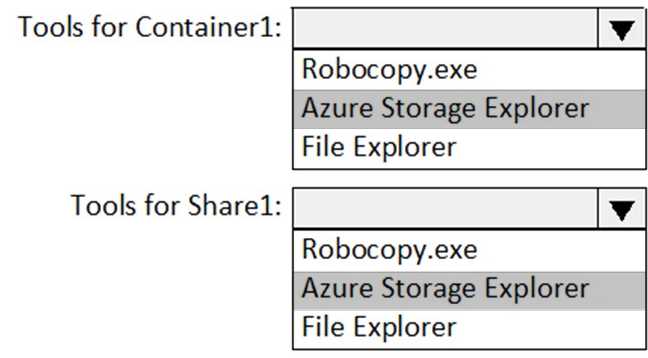 Tools for Container1:
Robocopy.exe
Azure Storage Explorer
File Explorer
Tools for Share1:
Robocopy.exe
Azure Storage Explorer
File Explorer